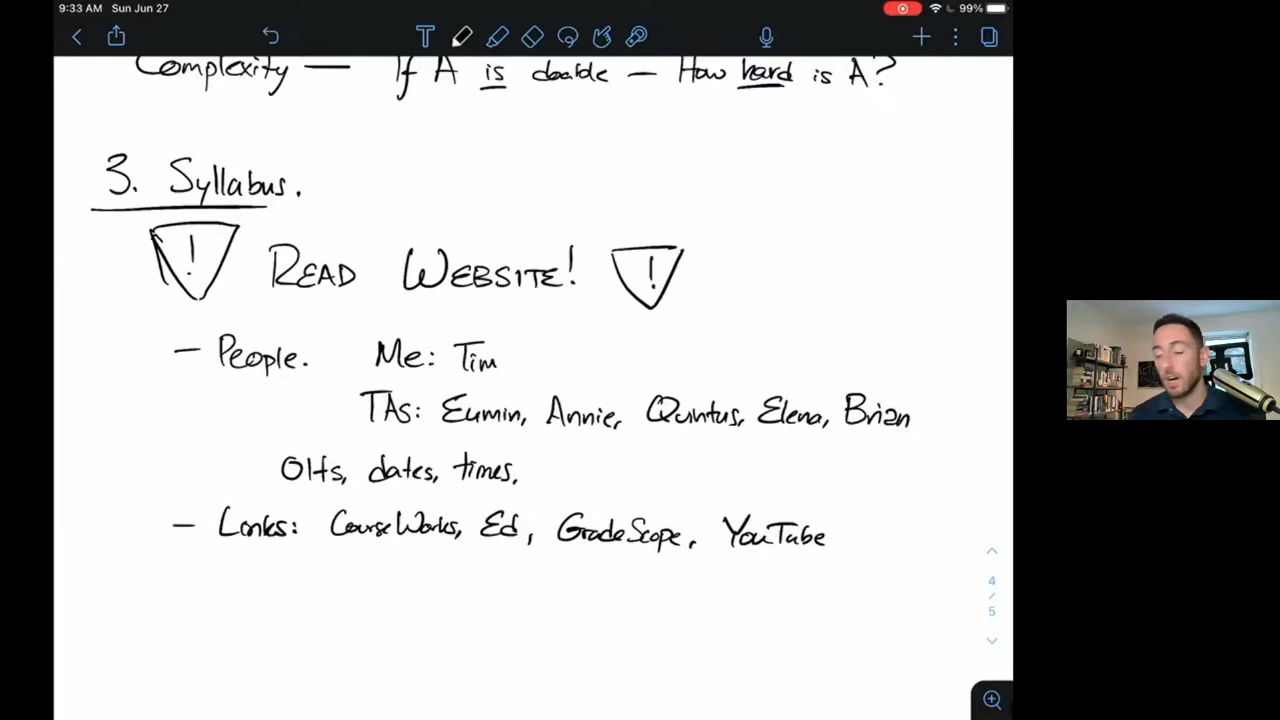 9:33 AM Sun Jun 27 99%
Complexity — If A is doable — How hard is A?
3. Syllabus.
! READ WEBSITE! !
— People. Me: Tim
TAs: Eumin, Annie, Quintus, Elena, Brian
OHs, dates, times,
— Links: CourseWorks, Ed, GradeScope, YouTube
4
/
5